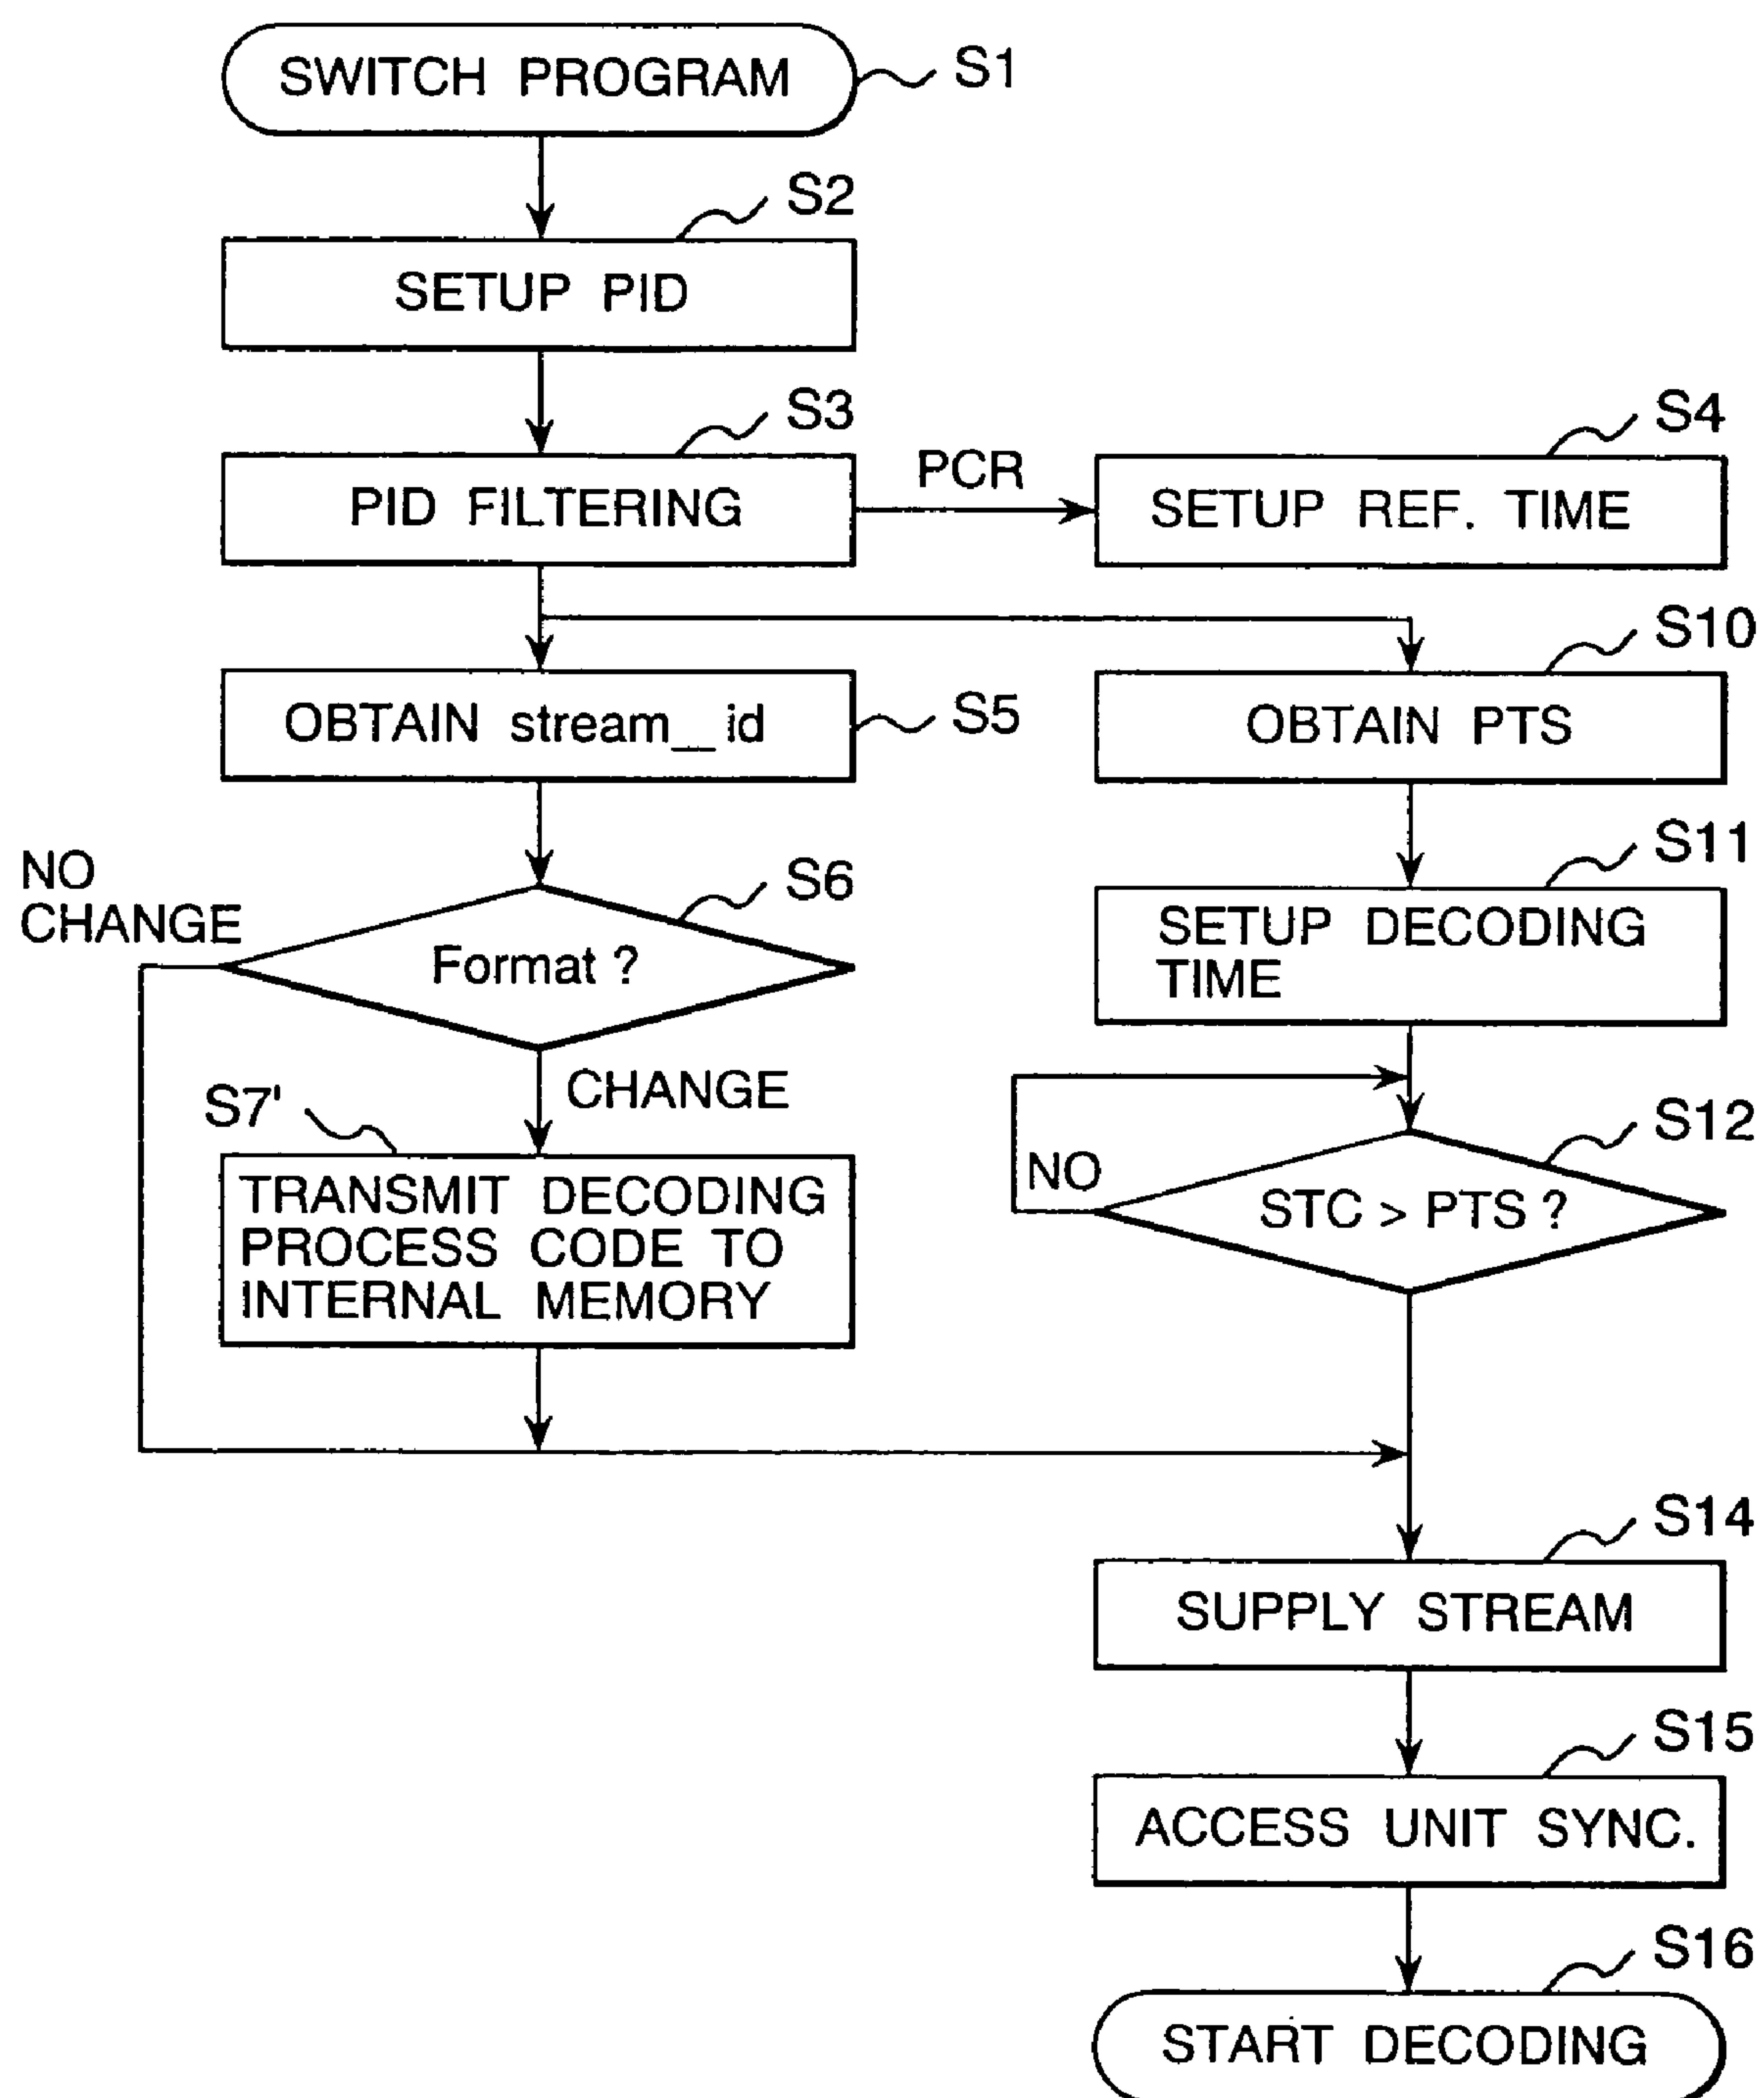 SWITCH PROGRAM
S1
S2
SETUP PID
S3
PID FILTERING
PCR
S4
SETUP REF. TIME
OBTAIN stream__id
S5
S10
OBTAIN PTS
S6
NO
CHANGE
Format ?
S11
SETUP DECODING
TIME
CHANGE
S7'
TRANSMIT DECODING
PROCESS CODE TO
INTERNAL MEMORY
S12
NO
STC > PTS ?
S14
SUPPLY STREAM
S15
ACCESS UNIT SYNC.
S16
START DECODING